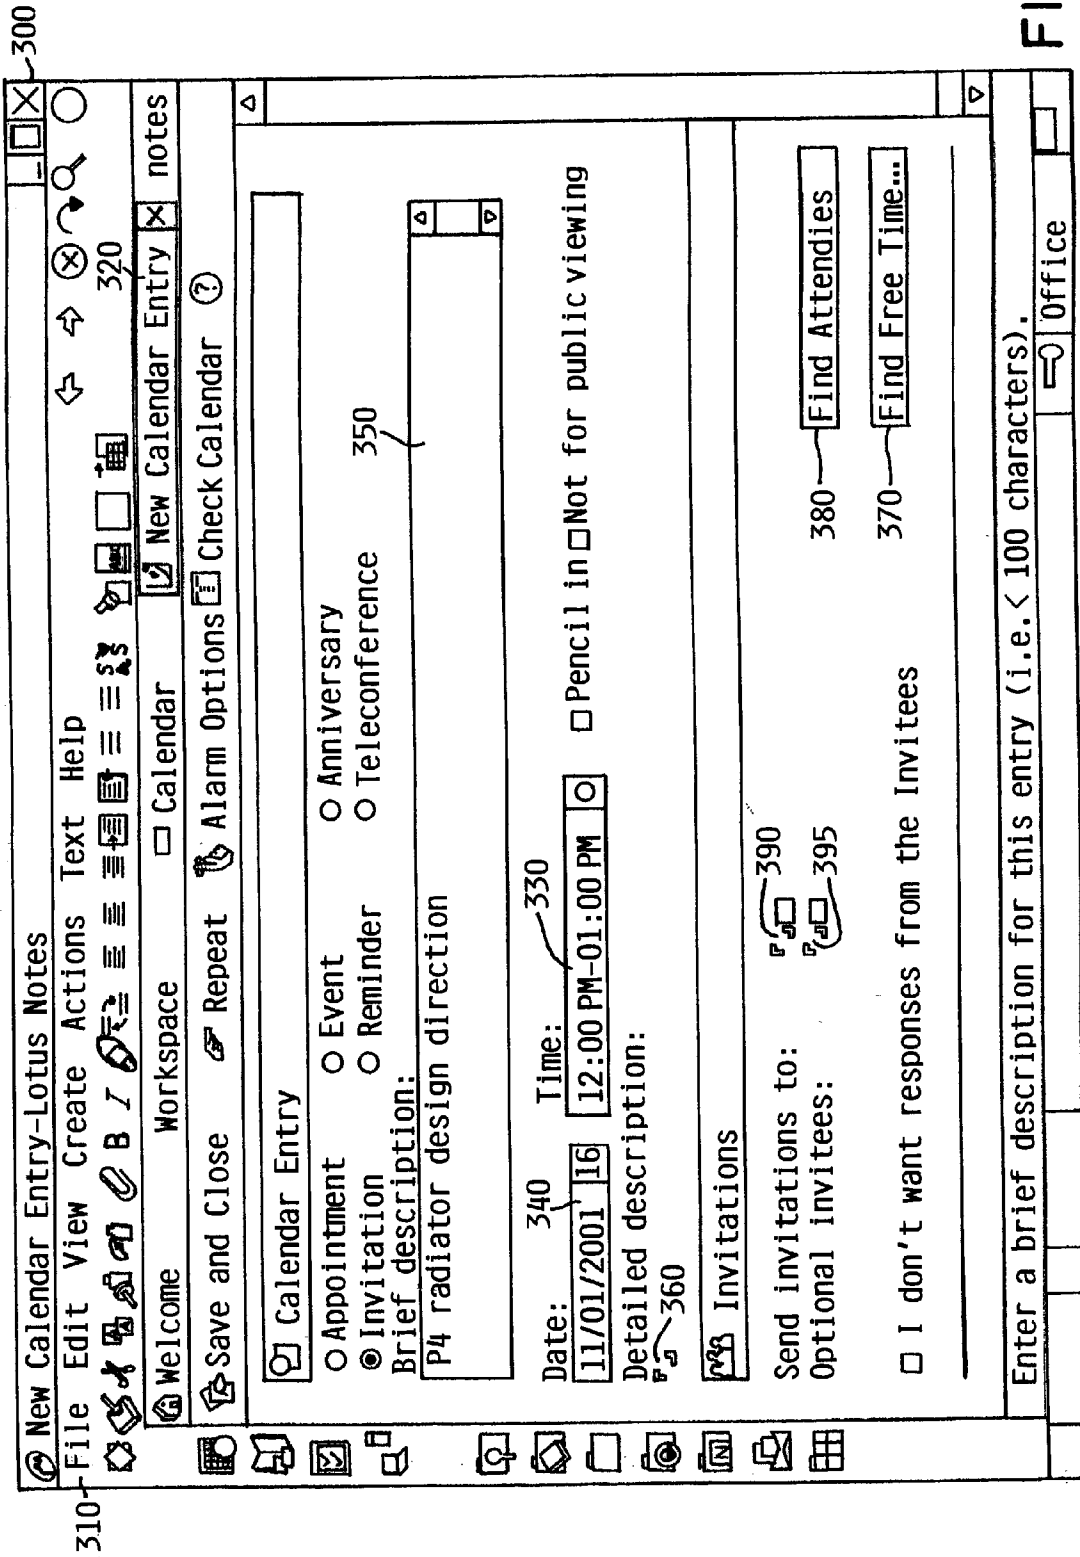 300
New Calendar Entry-Lotus Notes
310
File Edit View Create Actions Text Help
B I
ABC
S
S
320
Welcome Workspace Calendar New Calendar Entry X notes
Save and Close Repeat Alarm Options Check Calendar ?
Calendar Entry
Appointment Event Anniversary
Invitation Reminder Teleconference
Brief description:
350
P4 radiator design direction
340
330
Date: Time:
11/01/2001 16 12:00 PM-01:00 PM Pencil in Not for public viewing
Detailed description:
360
Invitations
N
Send invitations to: 390
Optional invitees: 395
380 Find Attendies
370 Find Free Time...
I don't want responses from the Invitees
Enter a brief description for this entry (i.e.< 100 characters).
Office